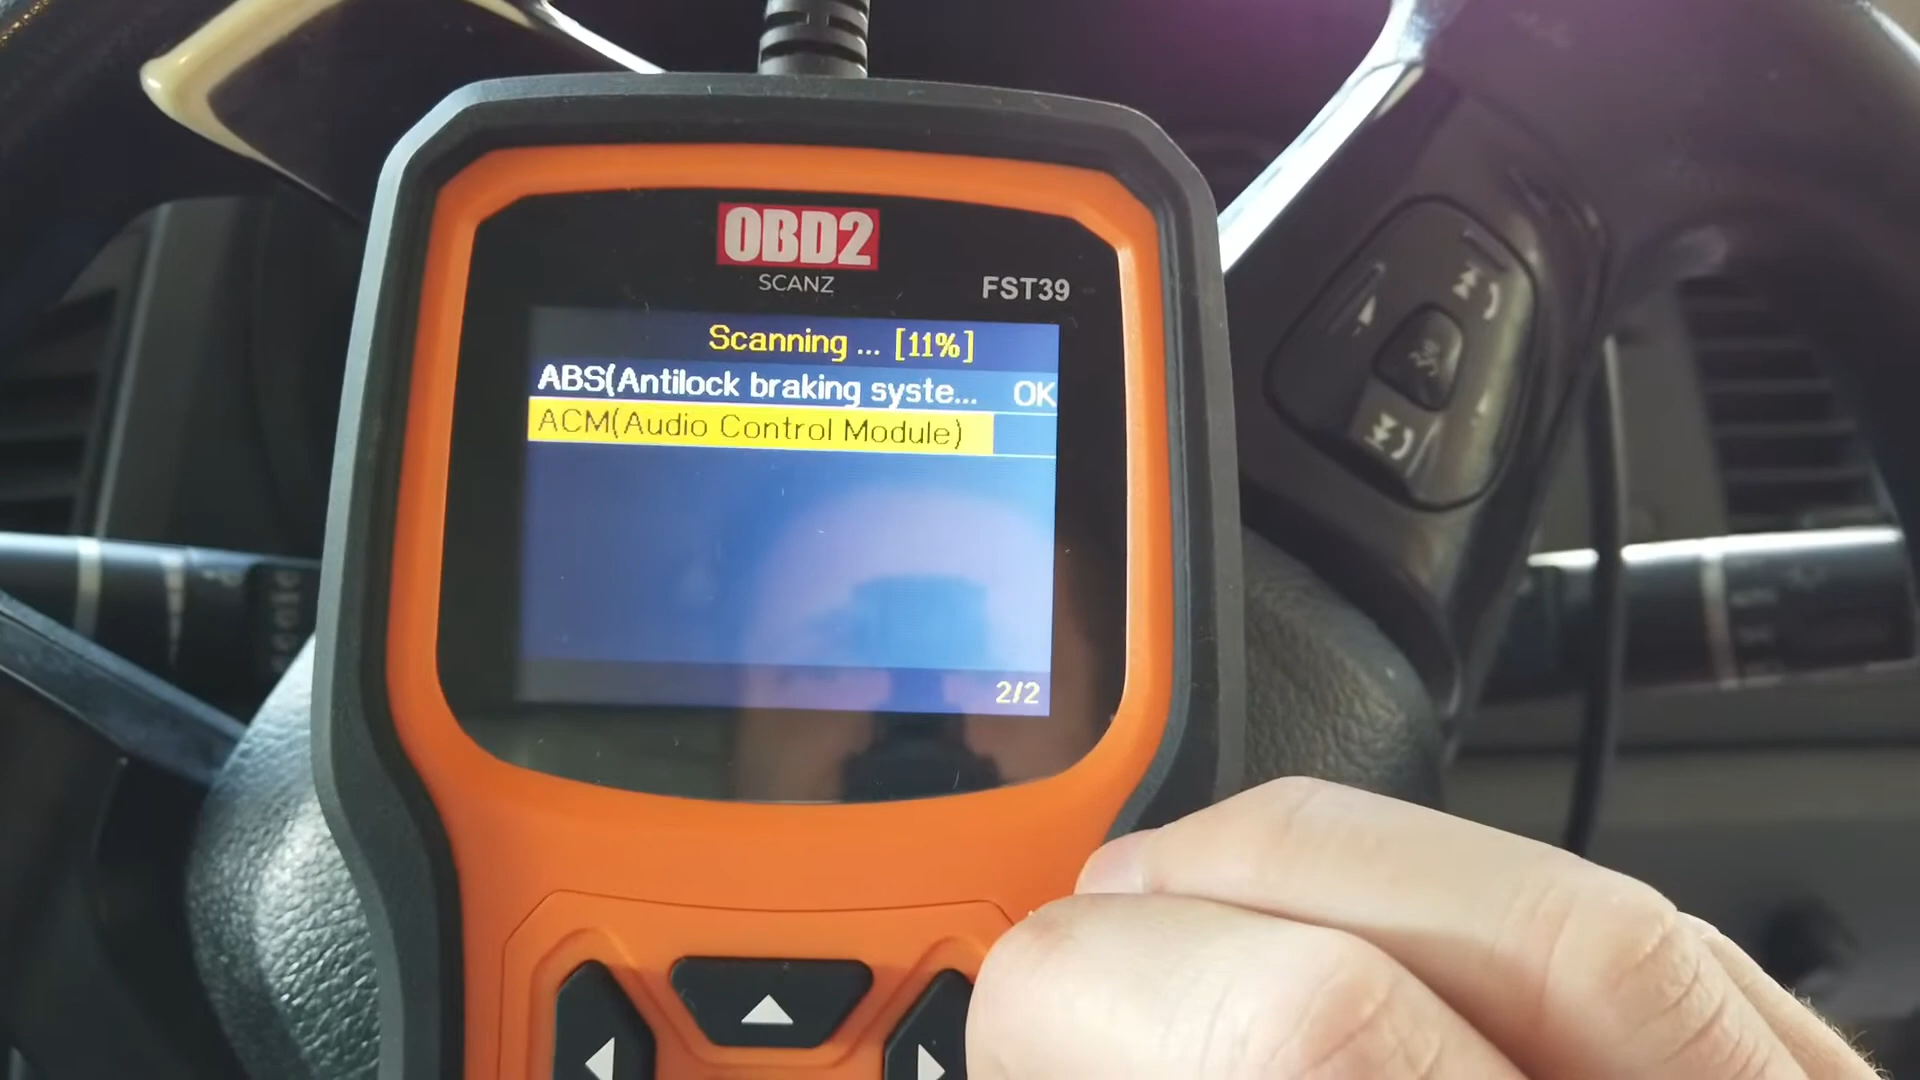 OBD2
SCANZ
FST39
Scanning ... [11%]
ABS(Antilock braking syste... OK
ACM(Audio Control Module)
2/2